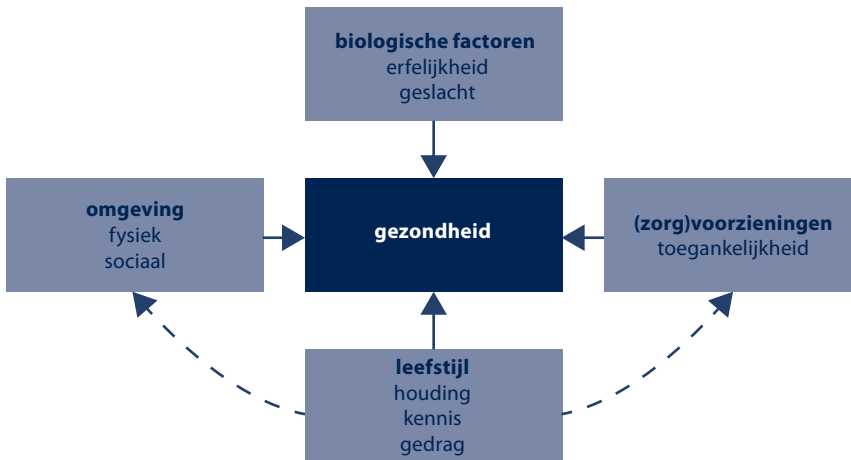 biologische factoren
erfelijkheid
geslacht
omgeving
fysiek
sociaal
gezondheid
(zorg)voorzieningen
toegankelijkheid
leefstijl
houding
kennis
gedrag